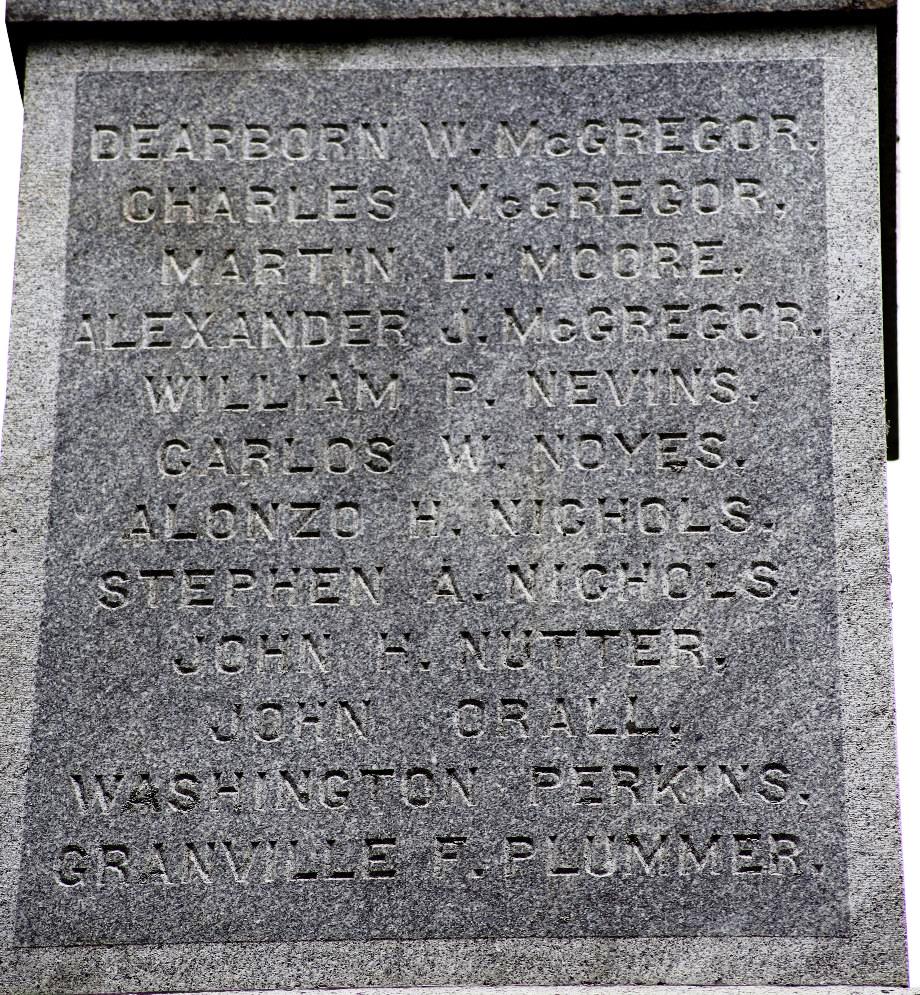 DEARBORN W. McGREGOR.
CHARLES McGREGOR,
MARTIN L. MOORE,
ALEXANDER J. McGREGOR,
WILLIAM P. NEVINS.
CARLOS W. NOYES.
ALONZO H. NICHOLS.
STEPHEN A. NICHOLS.
JOHN H. NUTTER.
JOHN ORALL.
WASHINGTON PERKINS.
GRANVILLE F. PLUMMER.